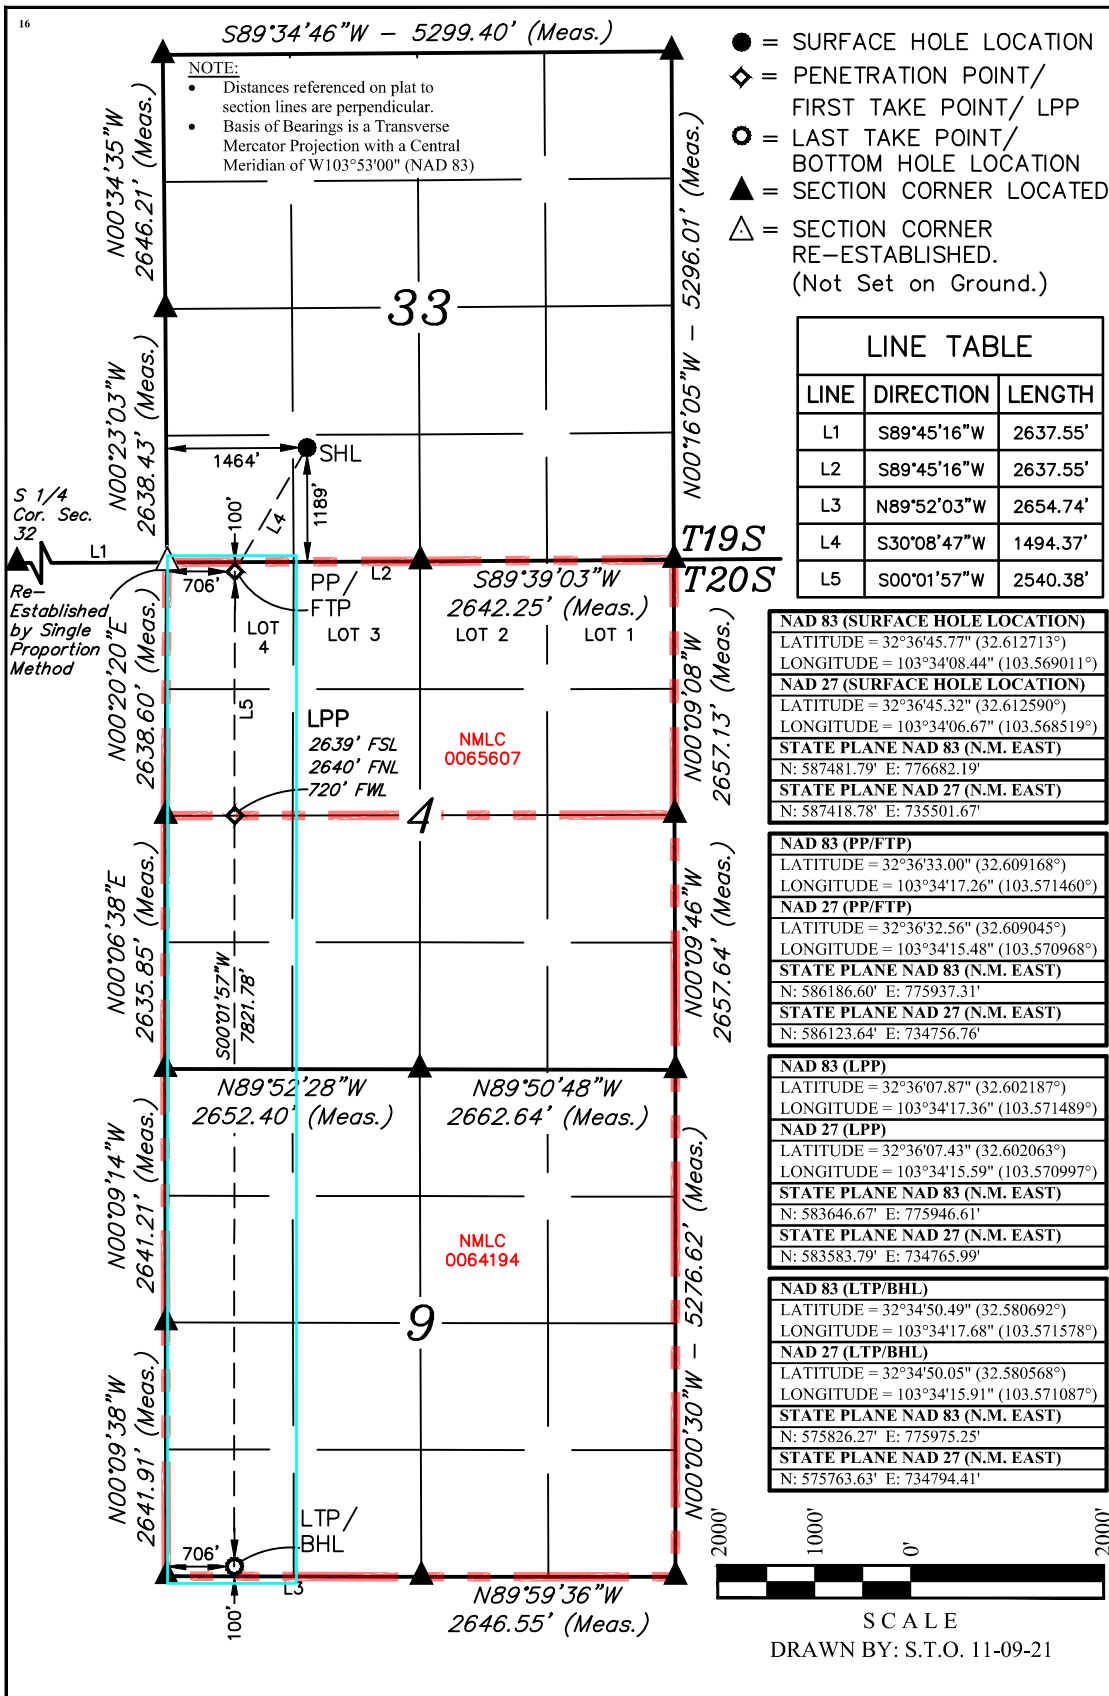 16
S89°34'46"W – 5299.40' (Meas.)
NOTE:
• Distances referenced on plat to
section lines are perpendicular.
• Basis of Bearings is a Transverse
Mercator Projection with a Central
Meridian of W103°53'00" (NAD 83)
N00°34'35"W
2646.21' (Meas.)
N00°23'03"W
2638.43' (Meas.)
N00°16'05"W – 5296.01' (Meas.)
33
SHL
1464'
1189'
100'
L4
S 1/4
Cor. Sec.
32
L1
706'
PP/
FTP
L2
T19S
T20S
S89°39'03"W
2642.25' (Meas.)
Re-
Established
by Single
Proportion
Method
LOT
4
LOT 3
LOT 2
LOT 1
N00°20'20"E
2638.60' (Meas.)
L5
LPP
2639' FSL
2640' FNL
720' FWL
NMLC
0065607
N00°09'08"W
2657.13' (Meas.)
4
N00°06'38"E
2635.85' (Meas.)
S00°01'57"W
7821.78'
N00°09'46"W
2657.64' (Meas.)
N89°52'28"W
2652.40' (Meas.)
N89°50'48"W
2662.64' (Meas.)
N00°09'14"W
2641.21' (Meas.)
NMLC
0064194
9
N00°00'30"W – 5276.62' (Meas.)
N00°09'38"W
2641.91' (Meas.)
LTP/
BHL
706'
L3
100'
N89°59'36"W
2646.55' (Meas.)
= SURFACE HOLE LOCATION
= PENETRATION POINT/
FIRST TAKE POINT/ LPP
= LAST TAKE POINT/
BOTTOM HOLE LOCATION
= SECTION CORNER LOCATED
= SECTION CORNER
RE-ESTABLISHED.
(Not Set on Ground.)
LINE TABLE
LINE DIRECTION LENGTH
L1 S89°45'16"W 2637.55'
L2 S89°45'16"W 2637.55'
L3 N89°52'03"W 2654.74'
L4 S30°08'47"W 1494.37'
L5 S00°01'57"W 2540.38'
NAD 83 (SURFACE HOLE LOCATION)
LATITUDE = 32°36'45.77" (32.612713°)
LONGITUDE = 103°34'08.44" (103.569011°)
NAD 27 (SURFACE HOLE LOCATION)
LATITUDE = 32°36'45.32" (32.612590°)
LONGITUDE = 103°34'06.67" (103.568519°)
STATE PLANE NAD 83 (N.M. EAST)
N: 587481.79' E: 776682.19'
STATE PLANE NAD 27 (N.M. EAST)
N: 587418.78' E: 735501.67'
NAD 83 (PP/FTP)
LATITUDE = 32°36'33.00" (32.609168°)
LONGITUDE = 103°34'17.26" (103.571460°)
NAD 27 (PP/FTP)
LATITUDE = 32°36'32.56" (32.609045°)
LONGITUDE = 103°34'15.48" (103.570968°)
STATE PLANE NAD 83 (N.M. EAST)
N: 586186.60' E: 775937.31'
STATE PLANE NAD 27 (N.M. EAST)
N: 586123.64' E: 734756.76'
NAD 83 (LPP)
LATITUDE = 32°36'07.87" (32.602187°)
LONGITUDE = 103°34'17.36" (103.571489°)
NAD 27 (LPP)
LATITUDE = 32°36'07.43" (32.602063°)
LONGITUDE = 103°34'15.59" (103.570997°)
STATE PLANE NAD 83 (N.M. EAST)
N: 583646.67' E: 775946.61'
STATE PLANE NAD 27 (N.M. EAST)
N: 583583.79' E: 734765.99'
NAD 83 (LTP/BHL)
LATITUDE = 32°34'50.49" (32.580692°)
LONGITUDE = 103°34'17.68" (103.571578°)
NAD 27 (LTP/BHL)
LATITUDE = 32°34'50.05" (32.580568°)
LONGITUDE = 103°34'15.91" (103.571087°)
STATE PLANE NAD 83 (N.M. EAST)
N: 575826.27' E: 775975.25'
STATE PLANE NAD 27 (N.M. EAST)
N: 575763.63' E: 734794.41'
2000' 1000' 0' 2000'
SCALE
DRAWN BY: S.T.O. 11-09-21